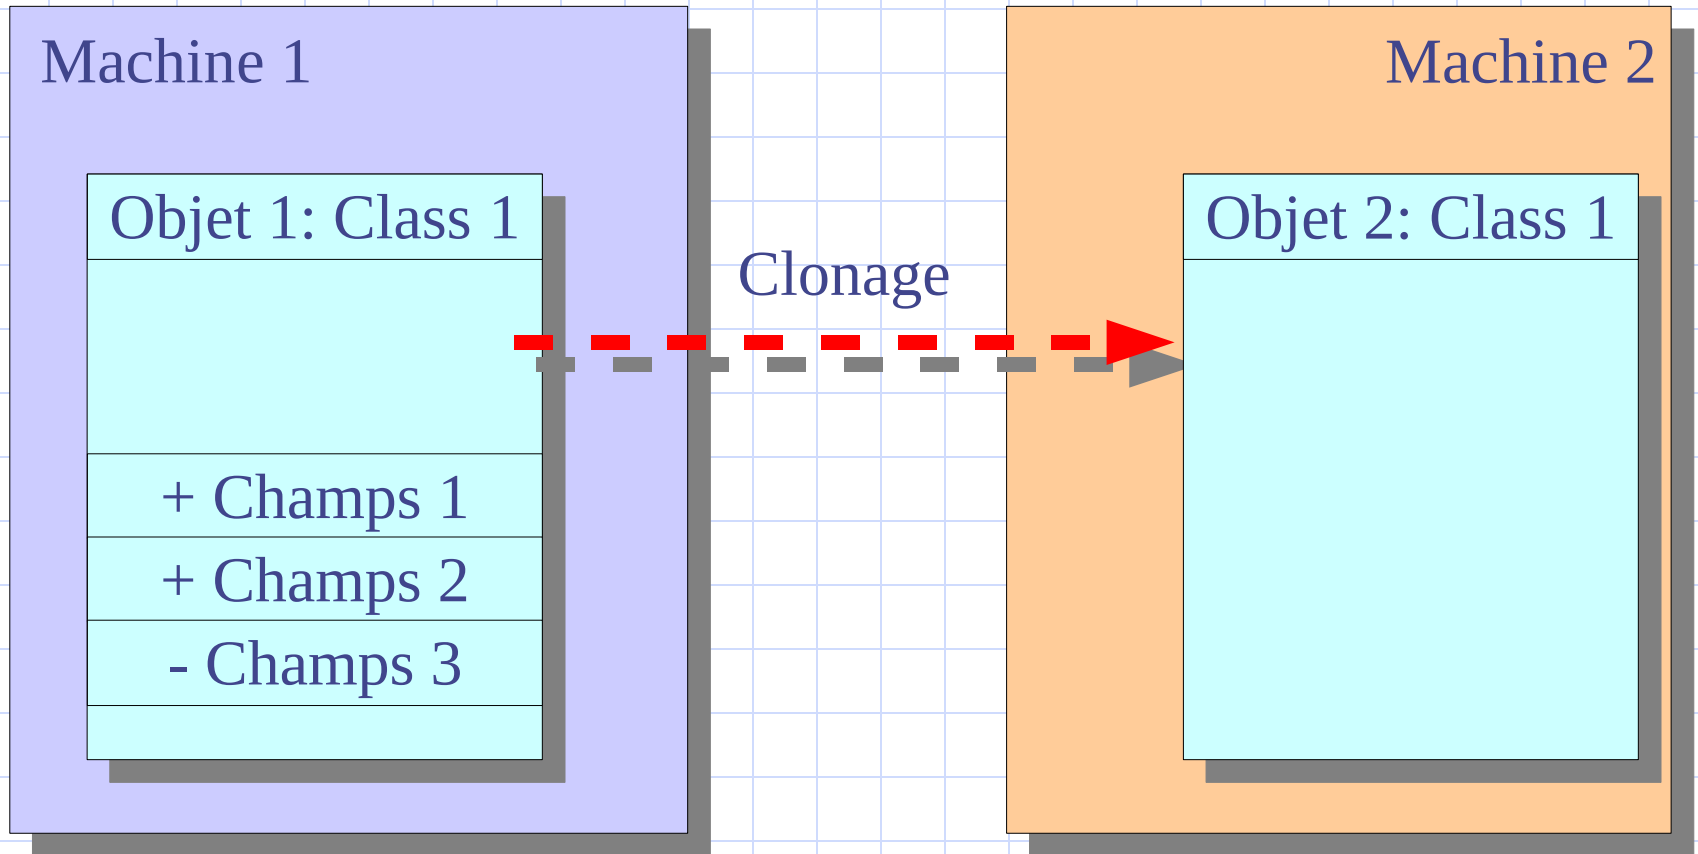 Machine 1
Machine 2
Objet 1: Class 1
Objet 2: Class 1
Clonage
+ Champs 1
+ Champs 2
- Champs 3